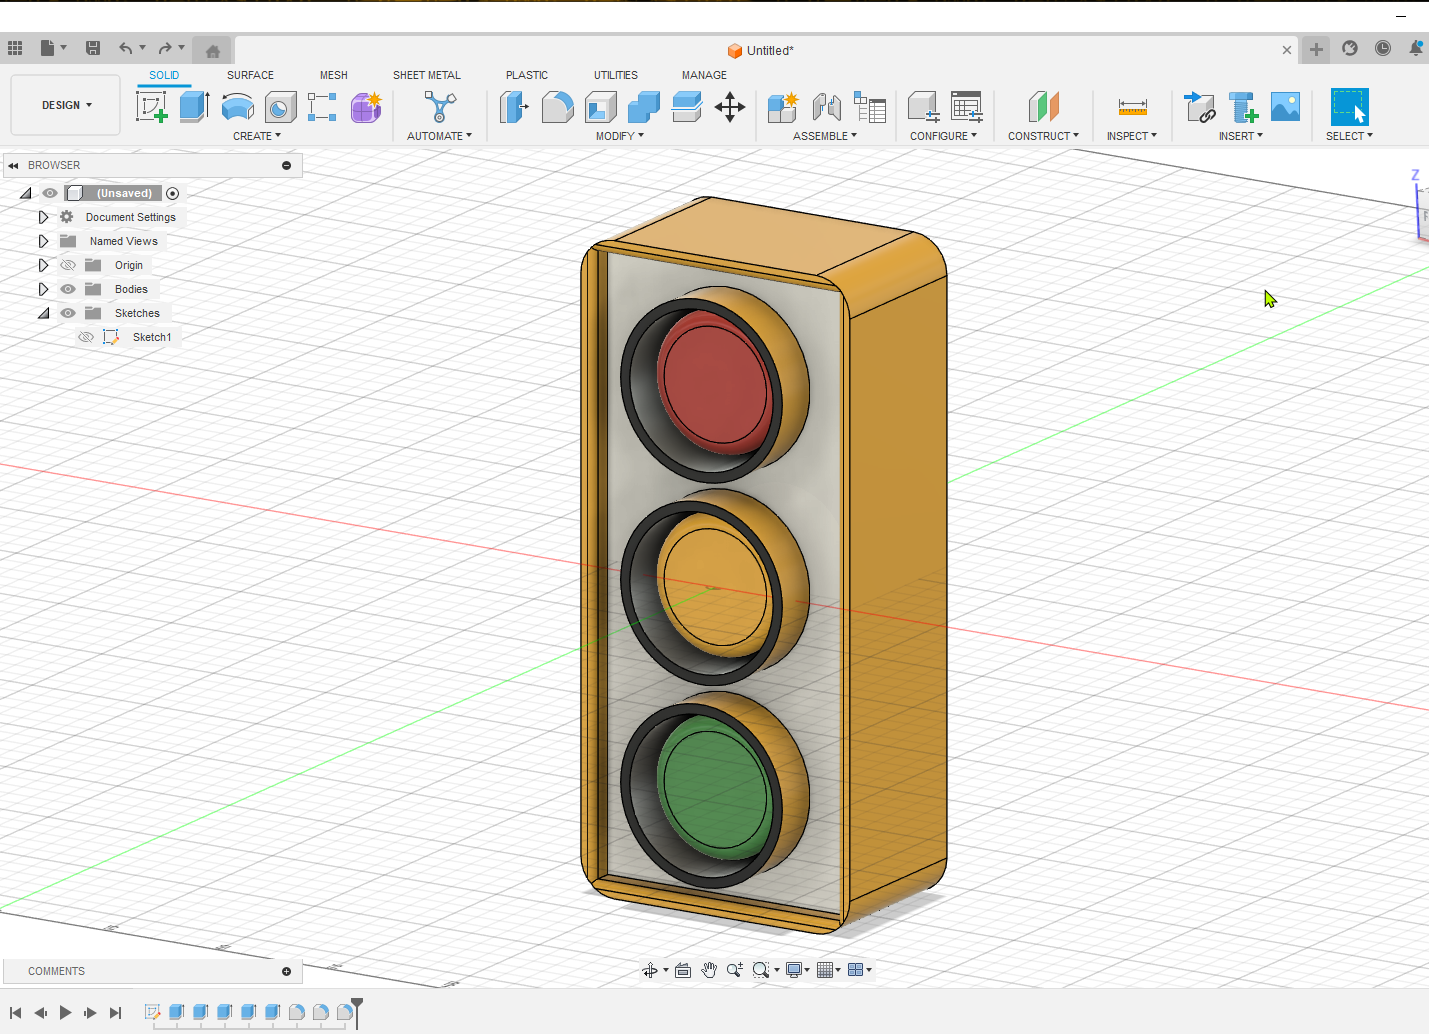 Untitled*
SOLID SURFACE MESH SHEET METAL PLASTIC UTILITIES MANAGE
DESIGN
CREATE AUTOMATE MODIFY ASSEMBLE CONFIGURE CONSTRUCT INSPECT INSERT SELECT
BROWSER
(Unsaved)
Document Settings
Named Views
Origin
Bodies
Sketches
Sketch1
Z
COMMENTS